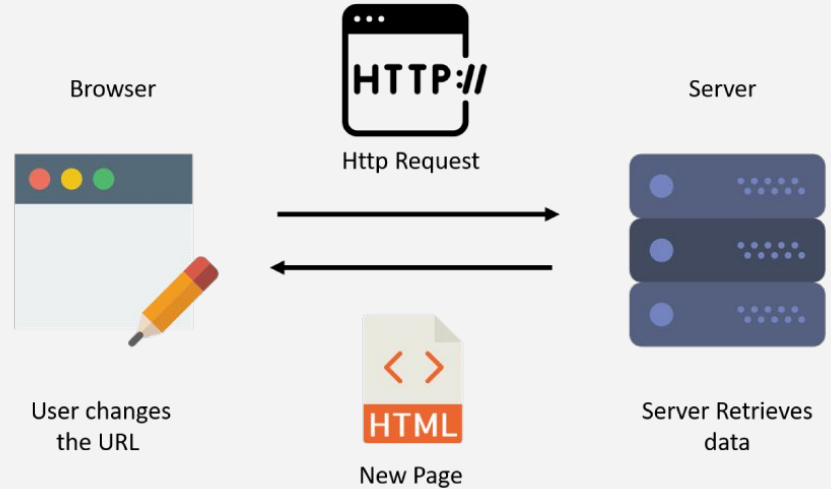 HTTP://
Browser
Server
Http Request
User changes
the URL
HTML
Server Retrieves
data
New Page